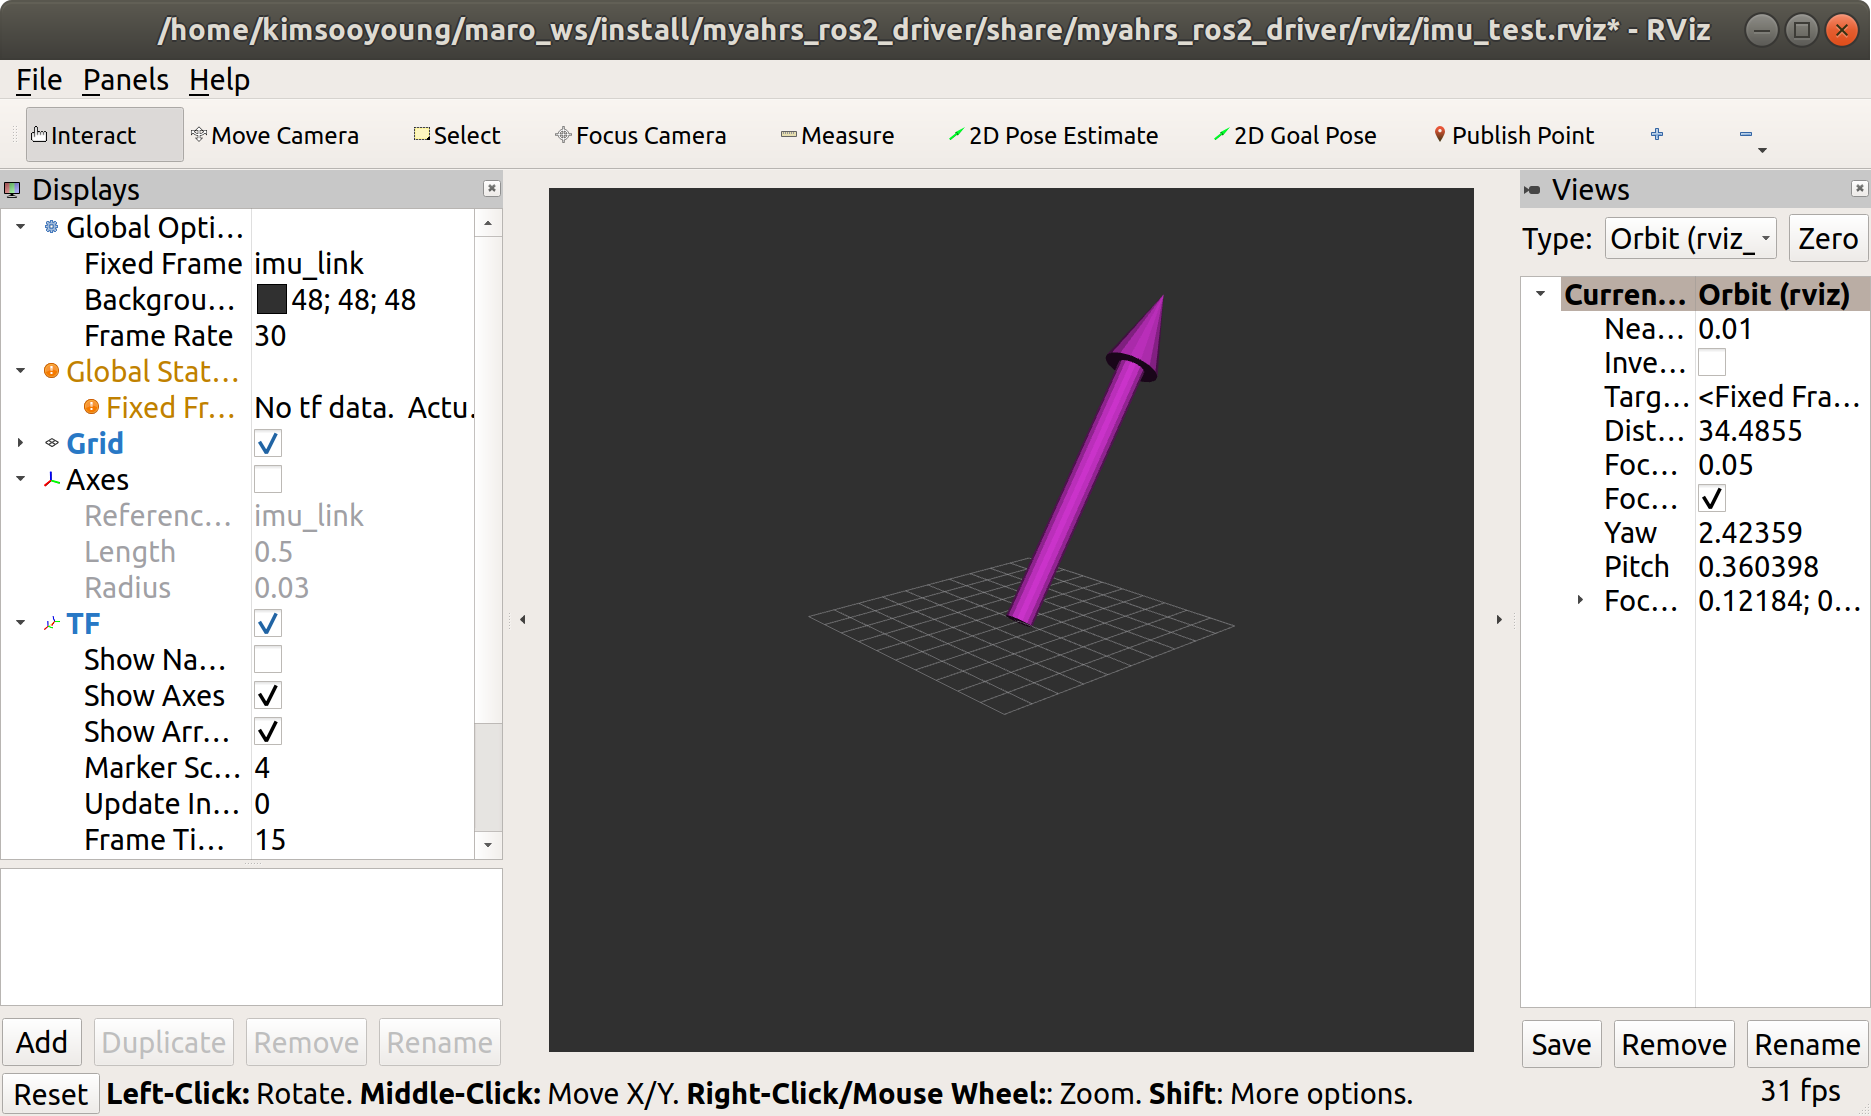 /home/kimsooyoung/maro_ws/install/myahrs_ros2_driver/share/myahrs_ros2_driver/rviz/imu_test.rviz* - RViz
File Panels Help
Interact Move Camera Select Focus Camera Measure 2D Pose Estimate 2D Goal Pose Publish Point
Displays
Global Opti...
Fixed Frame imu_link
Backgrou... 48; 48; 48
Frame Rate 30
Global Stat...
Fixed Fr... No tf data. Actu.
Grid
Axes
Referenc... imu_link
Length 0.5
Radius 0.03
TF
Show Na...
Show Axes
Show Arr...
Marker Sc... 4
Update In... 0
Frame Ti... 15
Add Duplicate Remove Rename
Views
Type: Orbit (rviz_ Zero
Curren... Orbit (rviz)
Nea... 0.01
Inve...
Targ... <Fixed Fra...
Dist... 34.4855
Foc... 0.05
Foc...
Yaw 2.42359
Pitch 0.360398
Foc... 0.12184; 0...
Save Remove Rename
Reset Left-Click: Rotate. Middle-Click: Move X/Y. Right-Click/Mouse Wheel:: Zoom. Shift: More options. 31 fps